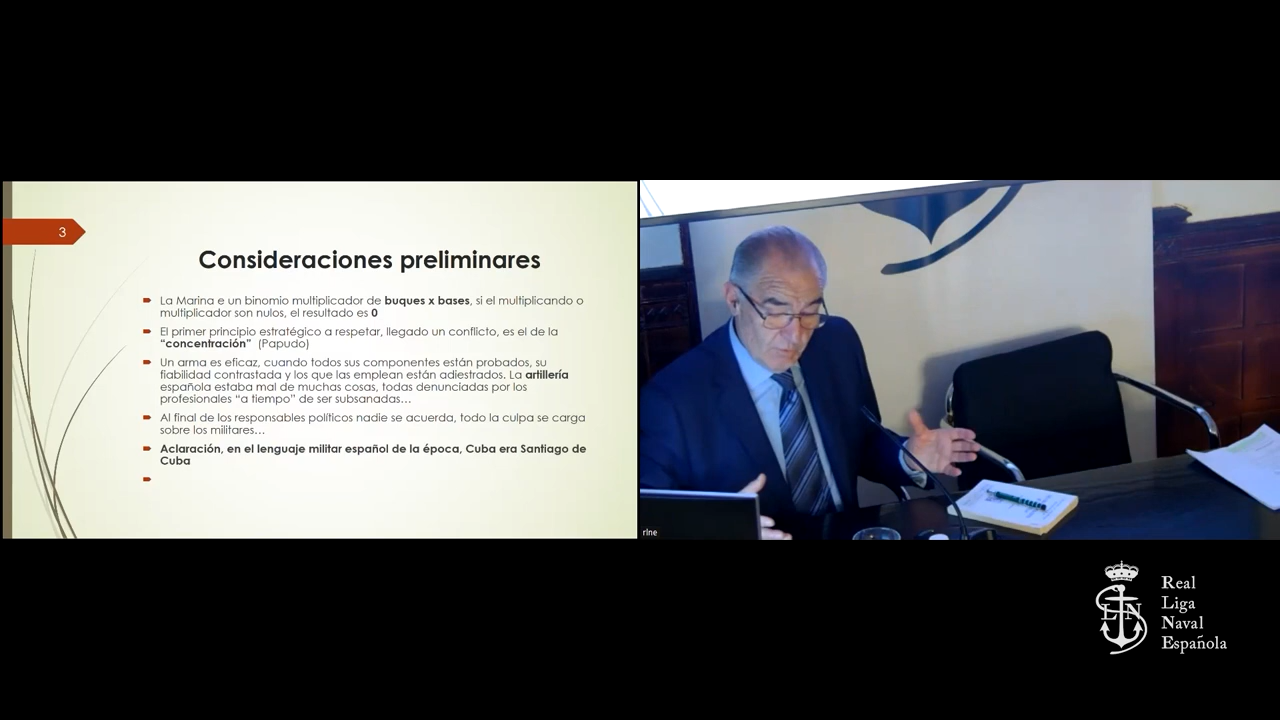 3
Consideraciones preliminares
La Marina e un binomio multiplicador de buques x bases, si el multiplicando o
multiplicador son nulos, el resultado es 0
El primer principio estratégico a respetar, llegado un conflicto, es el de la
“concentración” (Papudo)
Un arma es eficaz, cuando todos sus componentes están probados, su
fiabilidad contrastada y los que las emplean están adiestrados. La artillería
española estaba mal de muchas cosas, todas denunciadas por los
profesionales “a tiempo” de ser subsanadas…
Al final de los responsables políticos nadie se acuerda, todo la culpa se carga
sobre los militares…
Aclaración, en el lenguaje militar español de la época, Cuba era Santiago de
Cuba
rlne
LN
Real
Liga
Naval
Española